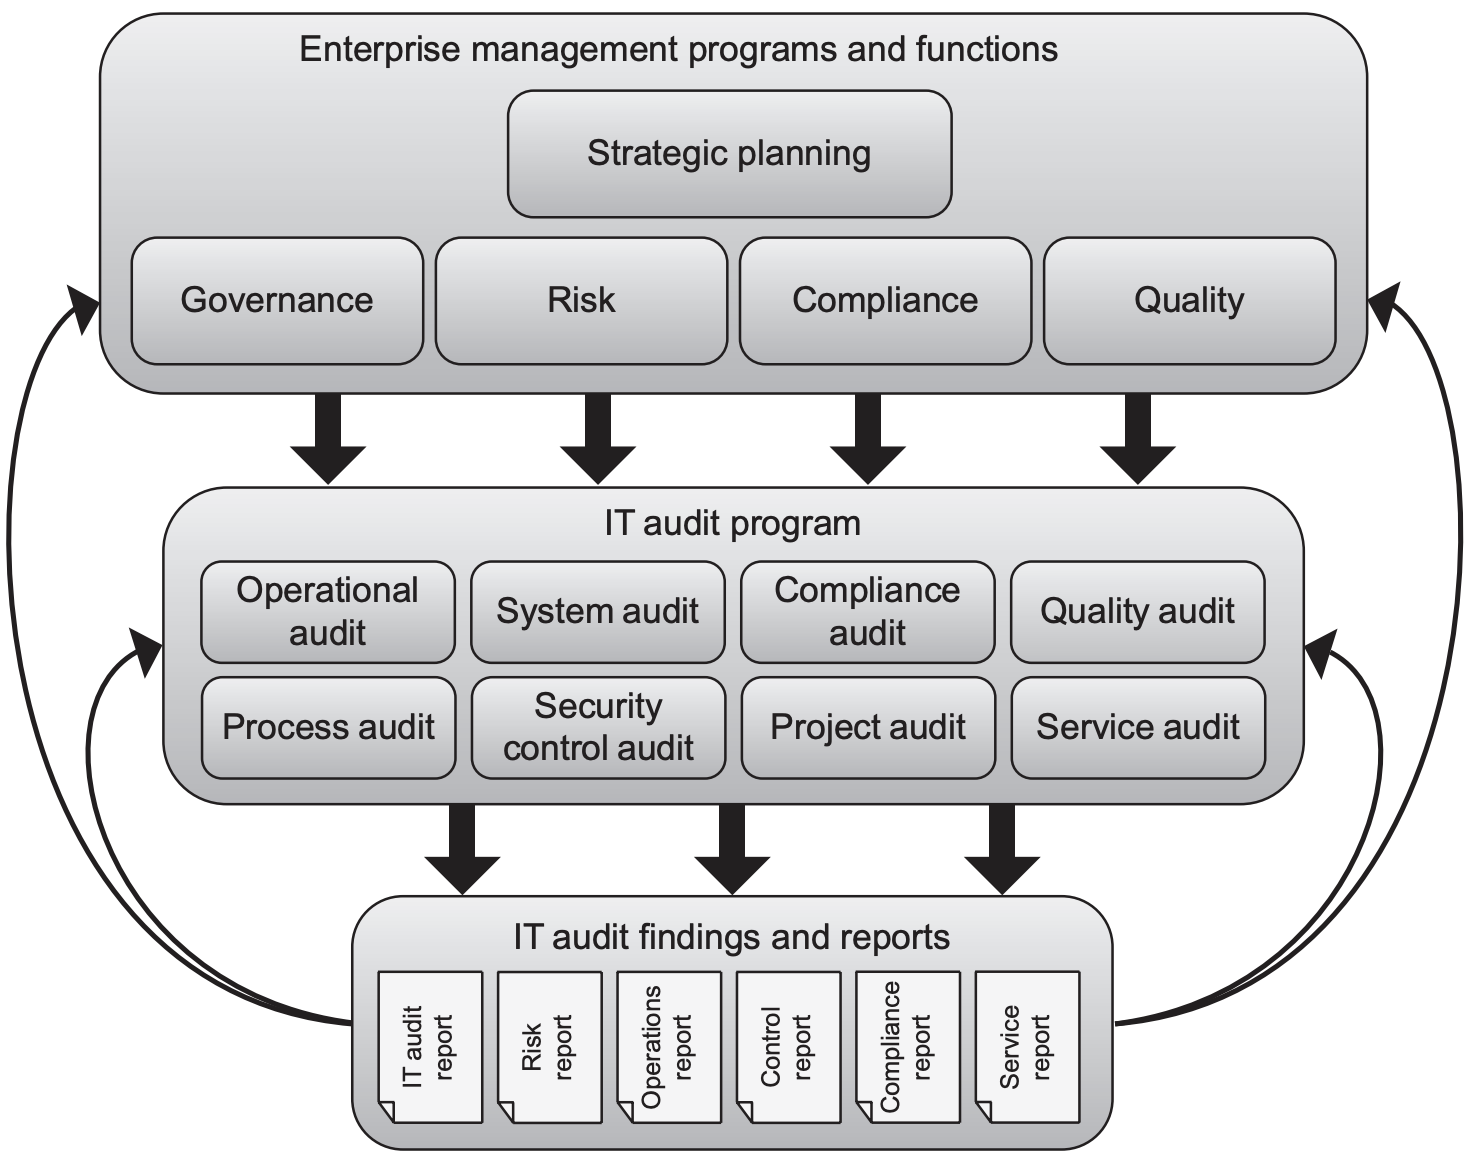 Enterprise management programs and functions
Strategic planning
Governance
Risk
Compliance
Quality
IT audit program
Operational
audit
System audit
Compliance
audit
Quality audit
Process audit
Security
control audit
Project audit
Service audit
IT audit findings and reports
IT audit
report
Risk
report
Operations
report
Control
report
Compliance
report
Service
report